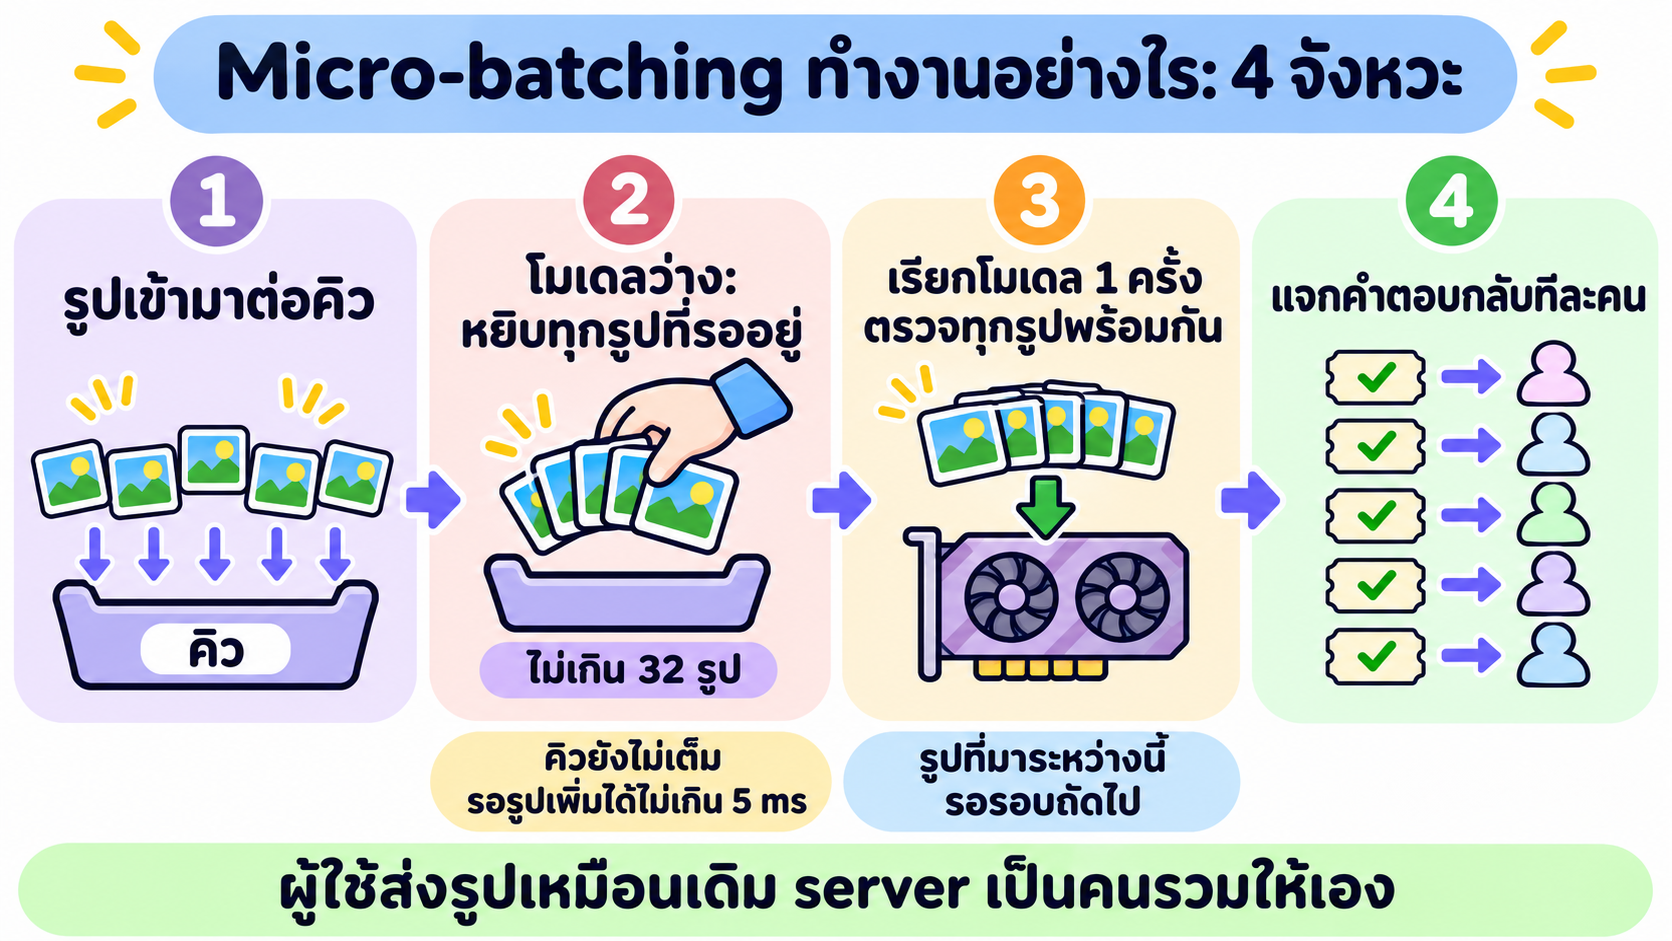 Micro-batching ทำงานอย่างไร: 4 จังหวะ
1
รูปเข้ามาต่อคิว
คิว
2
โมเดลว่าง:
หยิบทุกรูปที่รออยู่
ไม่เกิน 32 รูป
คิวยังไม่เต็ม
รอรูปเพิ่มได้ไม่เกิน 5 ms
3
เรียกโมเดล 1 ครั้ง
ตรวจทุกรูปพร้อมกัน
รูปที่มาระหว่างนี้
รอรอบถัดไป
4
แจกคำตอบกลับทีละคน
ผู้ใช้ส่งรูปเหมือนเดิม server เป็นคนรวมให้เอง